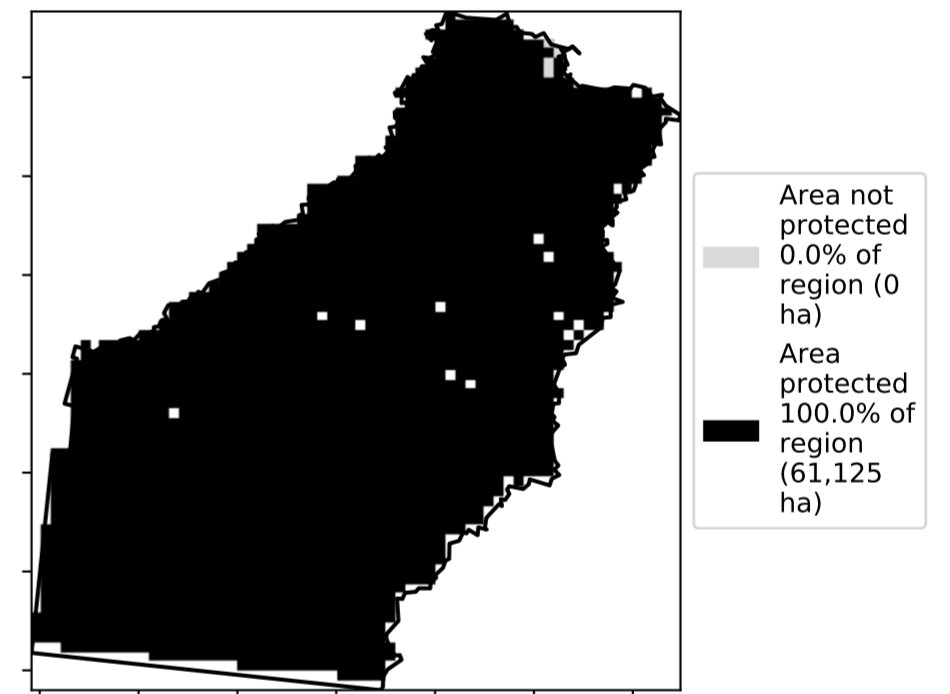 Area not
protected
0.0% of
region (0
ha)
Area
protected
100.0% of
region
(61,125
ha)